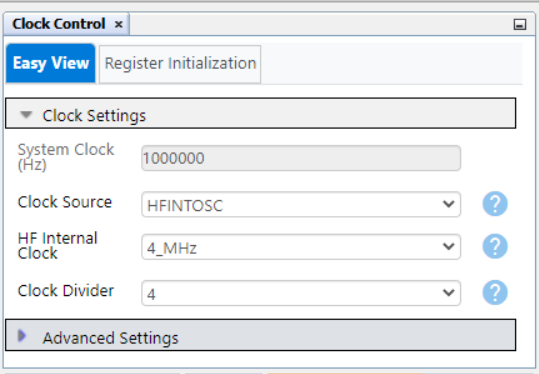 Clock Control ×
Easy View Register Initialization
Clock Settings
System Clock
(Hz)
1000000
Clock Source
HFINTOSC
?
HF Internal
Clock
4_MHz
?
Clock Divider
4
?
Advanced Settings